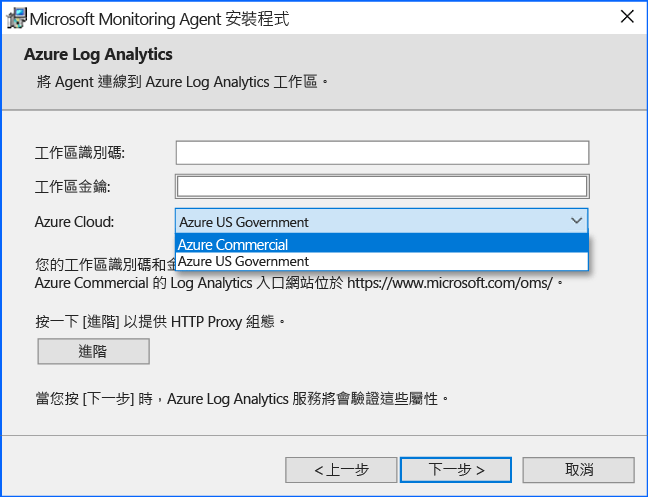 Microsoft Monitoring Agent 安裝程式
Azure Log Analytics
將 Agent 連線到 Azure Log Analytics 工作區。
工作區識別碼:
工作區金鑰:
Azure Cloud: Azure US Government
Azure Commercial
Azure US Government
您的工作區識別碼和金
Azure Commercial 的 Log Analytics 入口網站位於 https://www.microsoft.com/oms/。
按一下 [進階] 以提供 HTTP Proxy 組態。
進階
當您按 [下一步] 時，Azure Log Analytics 服務將會驗證這些屬性。
<上一步 下一步 > 取消